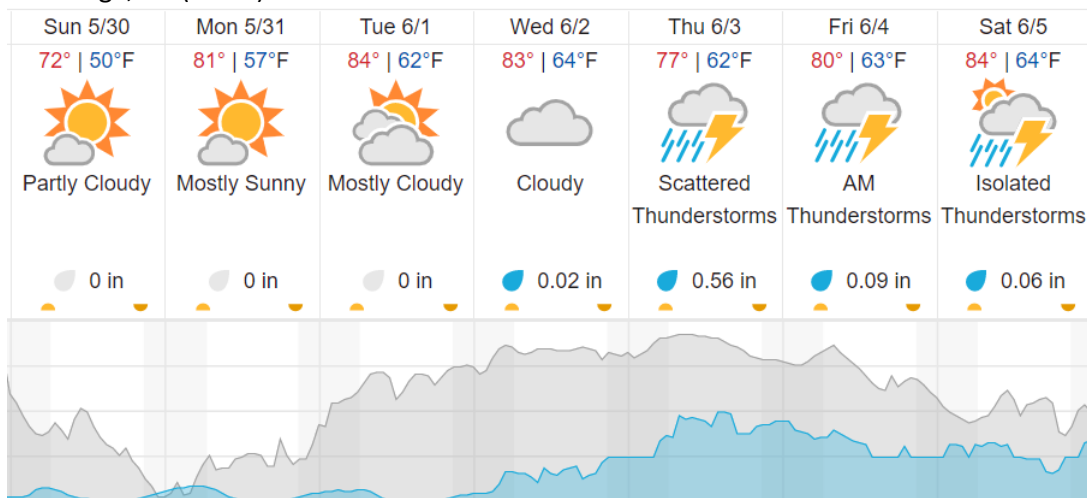 Sun 5/30 Mon 5/31 Tue 6/1 Wed 6/2 Thu 6/3 Fri 6/4 Sat 6/5
72° | 50°F 81° | 57°F 84° | 62°F 83° | 64°F 77° | 62°F 80° | 63°F 84° | 64°F
Partly Cloudy Mostly Sunny Mostly Cloudy Cloudy Scattered AM Isolated
Thunderstorms Thunderstorms Thunderstorms
0 in 0 in 0 in 0.02 in 0.56 in 0.09 in 0.06 in